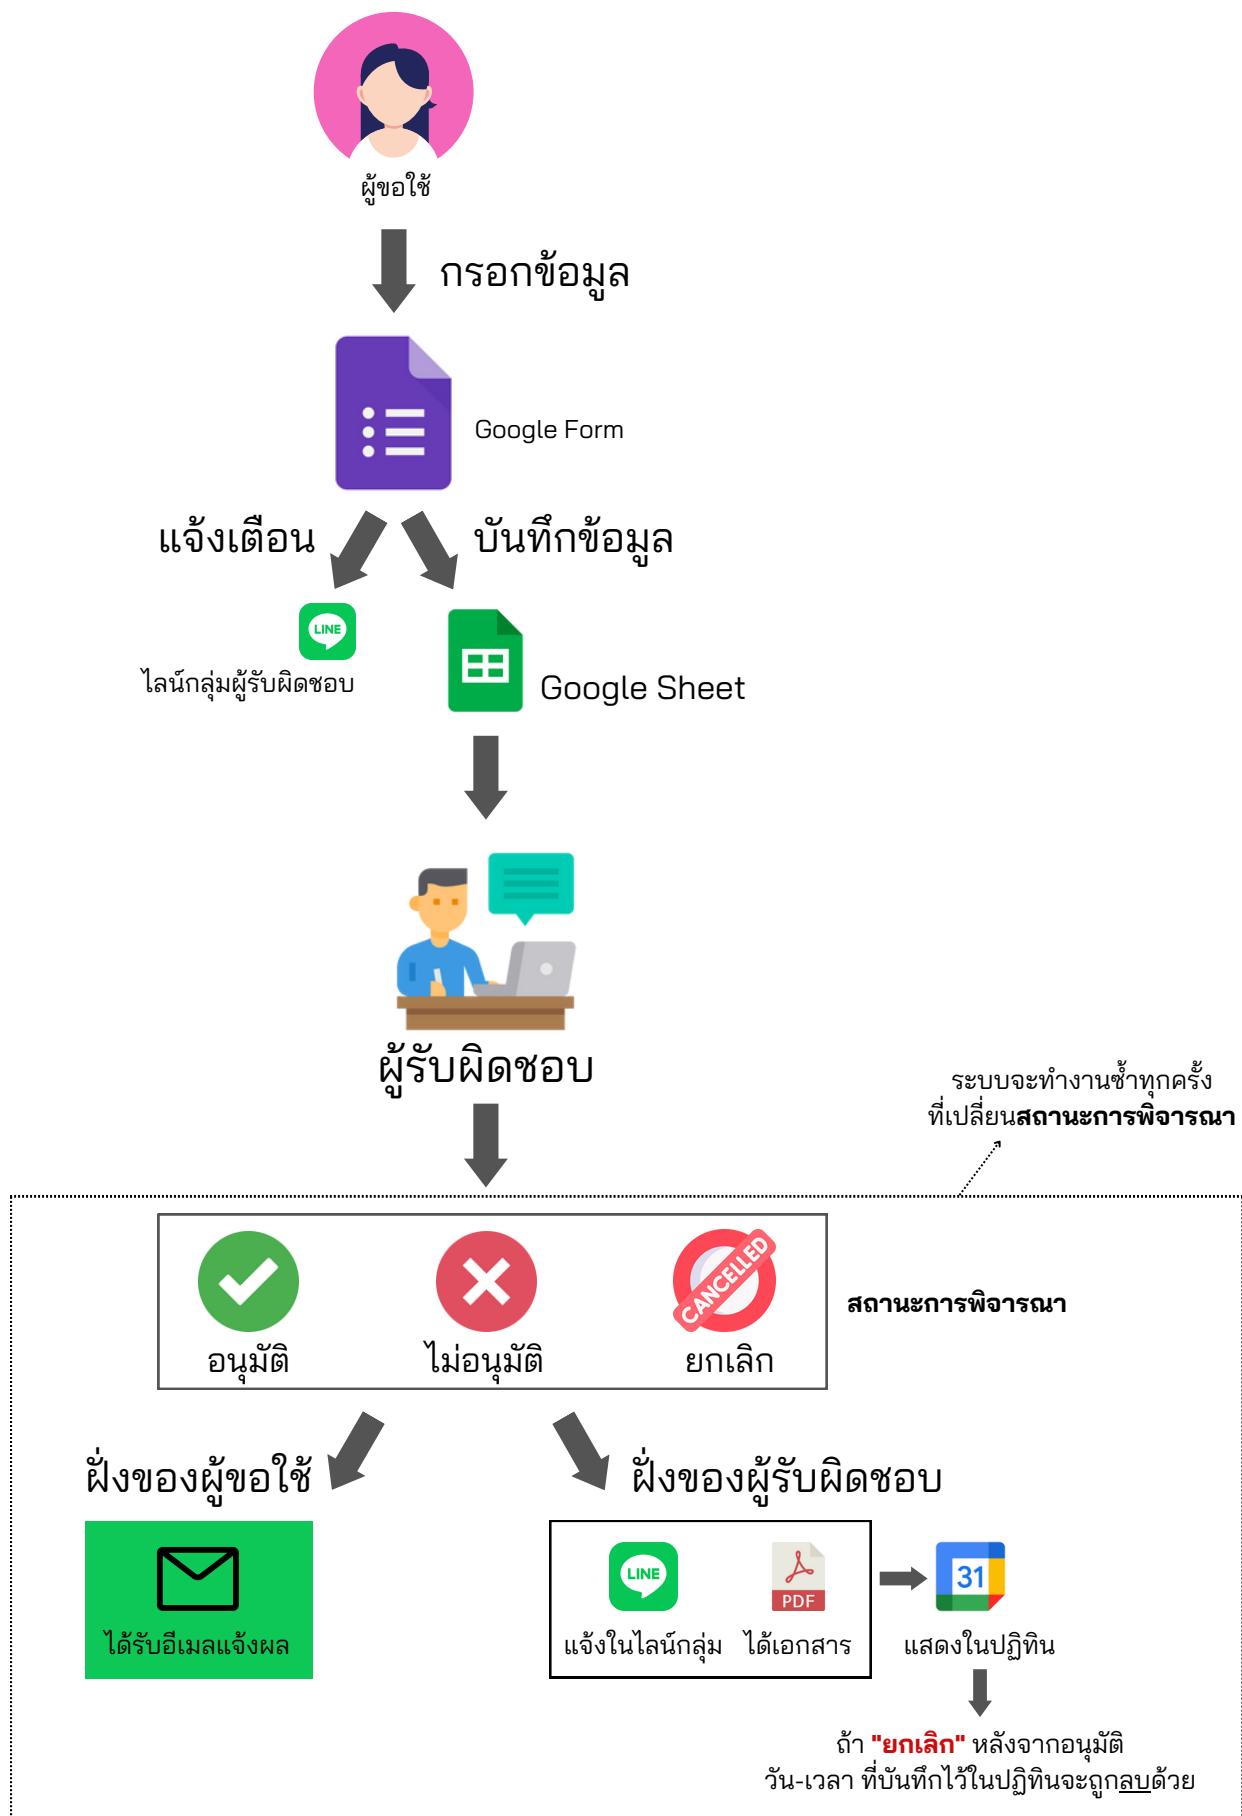 ผู้ขอใช้
กรอกข้อมูล
Google Form
แจ้งเตือน
บันทึกข้อมูล
LINE
ไลน์กลุ่มผู้รับผิดชอบ
Google Sheet
ผู้รับผิดชอบ
ระบบจะทำงานซ้ำทุกครั้ง
ที่เปลี่ยนสถานะการพิจารณา
CANCELLED
อนุมัติ
ไม่อนุมัติ
ยกเลิก
สถานะการพิจารณา
ฝั่งของผู้ขอใช้
ฝั่งของผู้รับผิดชอบ
ได้รับอีเมลแจ้งผล
LINE
PDF
31
แจ้งในไลน์กลุ่ม
ได้เอกสาร
แสดงในปฏิทิน
ถ้า "ยกเลิก" หลังจากอนุมัติ
วัน-เวลา ที่บันทึกไว้ในปฏิทินจะถูกลบด้วย